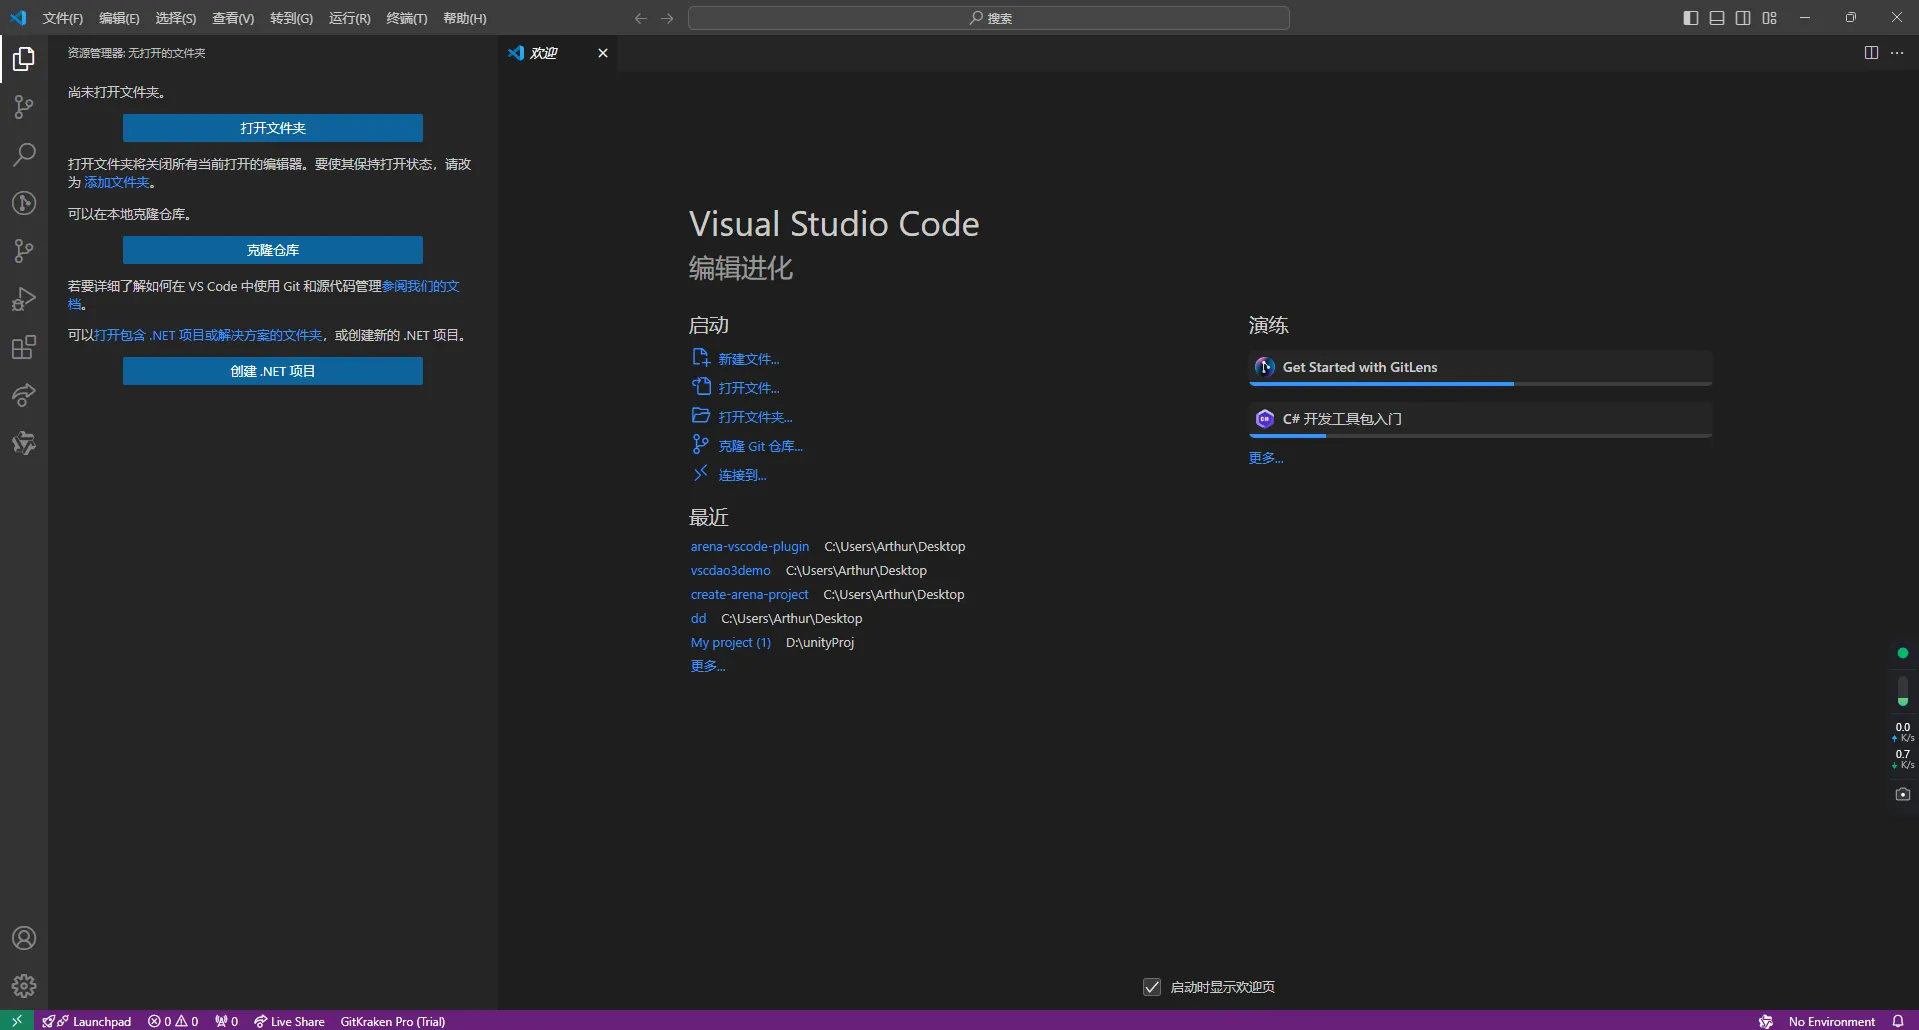 文件(F) 编辑(E) 选择(S) 查看(V) 转到(G) 运行(R) 终端(T) 帮助(H) 搜索
资源管理器: 无打开的文件夹
尚未打开文件夹。
打开文件夹
打开文件夹将关闭所有当前打开的编辑器。要使其保持打开状态，请改
为 添加文件夹。
可以在本地克隆仓库。
克隆仓库
若要详细了解如何在 VS Code 中使用 Git 和源代码管理参阅我们的文
档。
可以打开包含 .NET 项目或解决方案的文件夹，或创建新的 .NET 项目。
创建 .NET 项目
欢迎
Visual Studio Code
编辑进化
启动
新建文件...
打开文件...
打开文件夹...
克隆 Git 仓库...
连接到...
最近
arena-vscode-plugin C:\Users\Arthur\Desktop
vscdao3demo C:\Users\Arthur\Desktop
create-arena-project C:\Users\Arthur\Desktop
dd C:\Users\Arthur\Desktop
My project (1) D:\unityProj
更多...
演练
Get Started with GitLens
C# 开发工具包入门
更多...
0.0
K/s
0.7
K/s
启动时显示欢迎页
Launchpad 0 0 0 Live Share GitKraken Pro (Trial) No Environment